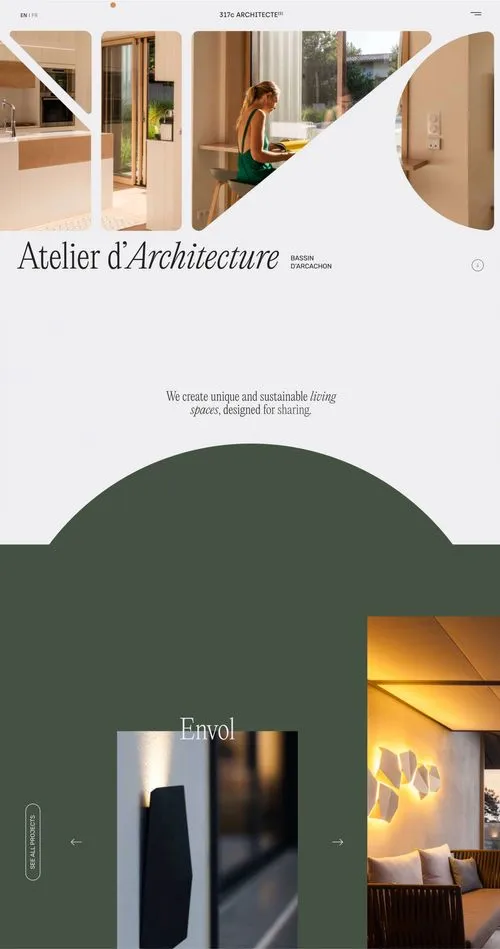 EN | FR
317c ARCHITECTE(S)
Atelier d'Architecture
BASSIN
D'ARCACHON
We create unique and sustainable living
spaces, designed for sharing.
Envol
SEE ALL PROJECTS